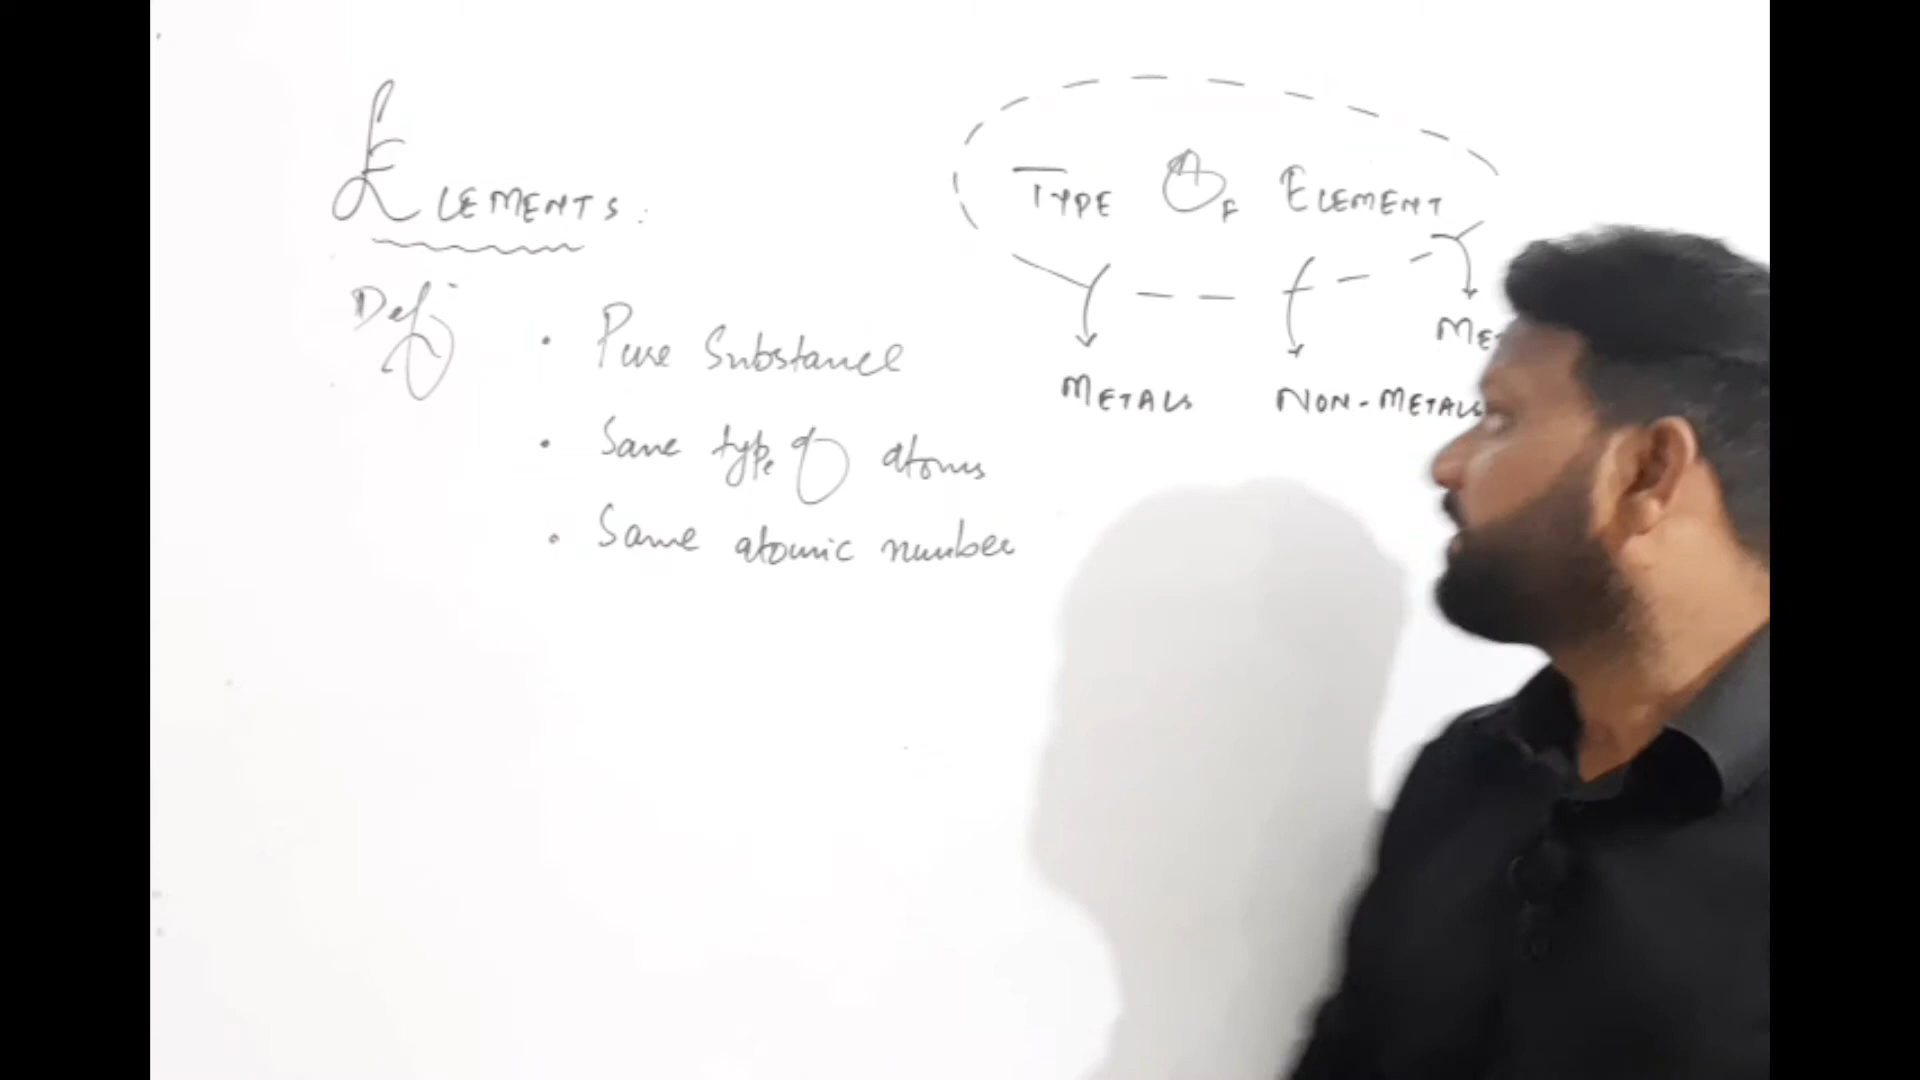 ELEMENTS:
Def:
• Pure Substance
• Same type of atoms
• Same atomic number
TYPE OF ELEMENT
METALS
NON-METALS